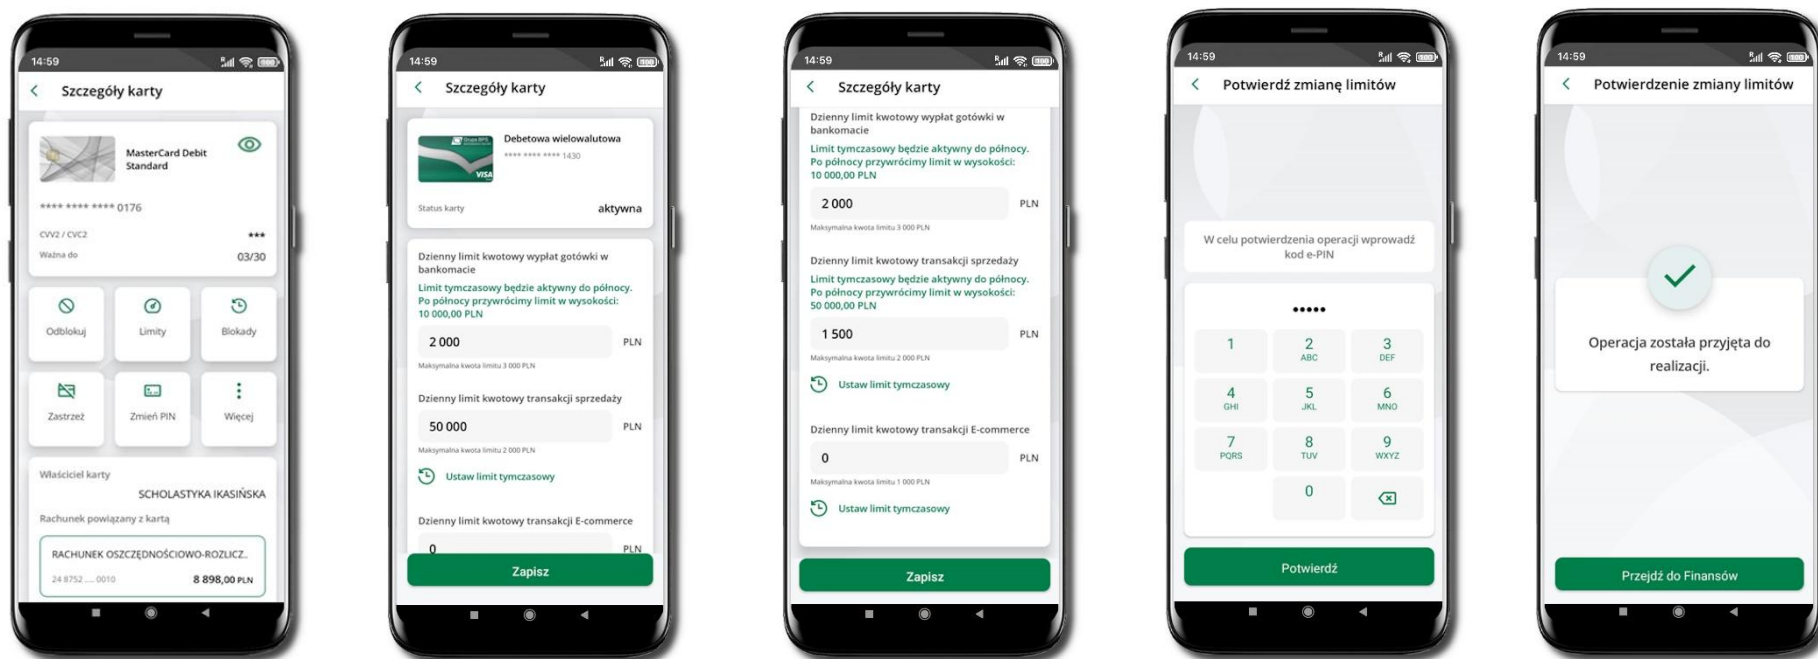 14:59
Szczegóły karty
MasterCard Debit
Standard
**** **** **** 0176
CVV2 / CVC2
***
Ważna do
03/30
Odblokuj
Limity
Blokady
Zastrzeż
Zmień PIN
Więcej
Właściciel karty
SCHOLASTYKA IKASIŃSKA
Rachunek powiązany z kartą
RACHUNEK OSZCZĘDNOŚCIOWO-ROZLICZ..
24 8752 .... 0010
8 898,00 PLN
14:59
Szczegóły karty
Grupa BPS
VISA
Debetowa wielowalutowa
**** **** **** 1430
Status karty
aktywna
Dzienny limit kwotowy wypłat gotówki w
bankomacie
Limit tymczasowy będzie aktywny do północy.
Po północy przywrócimy limit w wysokości:
10 000,00 PLN
2 000
PLN
Maksymalna kwota limitu 3 000 PLN
Dzienny limit kwotowy transakcji sprzedaży
50 000
PLN
Maksymalna kwota limitu 2 000 PLN
Ustaw limit tymczasowy
Dzienny limit kwotowy transakcji E-commerce
0
PLN
Zapisz
14:59
Szczegóły karty
Dzienny limit kwotowy wypłat gotówki w
bankomacie
Limit tymczasowy będzie aktywny do północy.
Po północy przywrócimy limit w wysokości:
10 000,00 PLN
2 000
PLN
Maksymalna kwota limitu 3 000 PLN
Dzienny limit kwotowy transakcji sprzedaży
Limit tymczasowy będzie aktywny do północy.
Po północy przywrócimy limit w wysokości:
50 000,00 PLN
1 500
PLN
Maksymalna kwota limitu 2 000 PLN
Ustaw limit tymczasowy
Dzienny limit kwotowy transakcji E-commerce
0
PLN
Maksymalna kwota limitu 1 000 PLN
Ustaw limit tymczasowy
Zapisz
14:59
Potwierdź zmianę limitów
W celu potwierdzenia operacji wprowadź
kod e-PIN
•••••
1 2 3
ABC DEF
4 5 6
GHI JKL MNO
7 8 9
PQRS TUV WXYZ
0
Potwierdź
14:59
Potwierdzenie zmiany limitów
Operacja została przyjęta do
realizacji.
Przejdź do Finansów